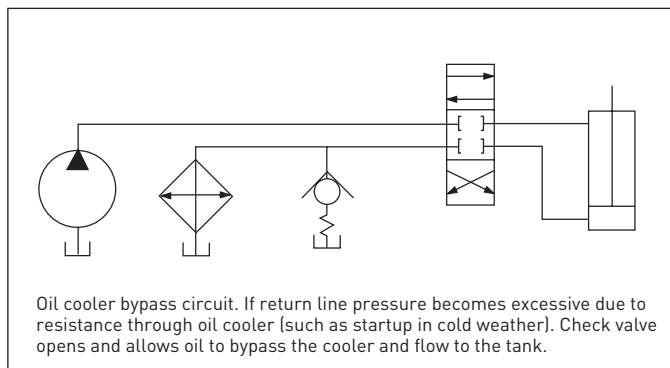 Oil cooler bypass circuit. If return line pressure becomes excessive due to
resistance through oil cooler (such as startup in cold weather). Check valve
opens and allows oil to bypass the cooler and flow to the tank.